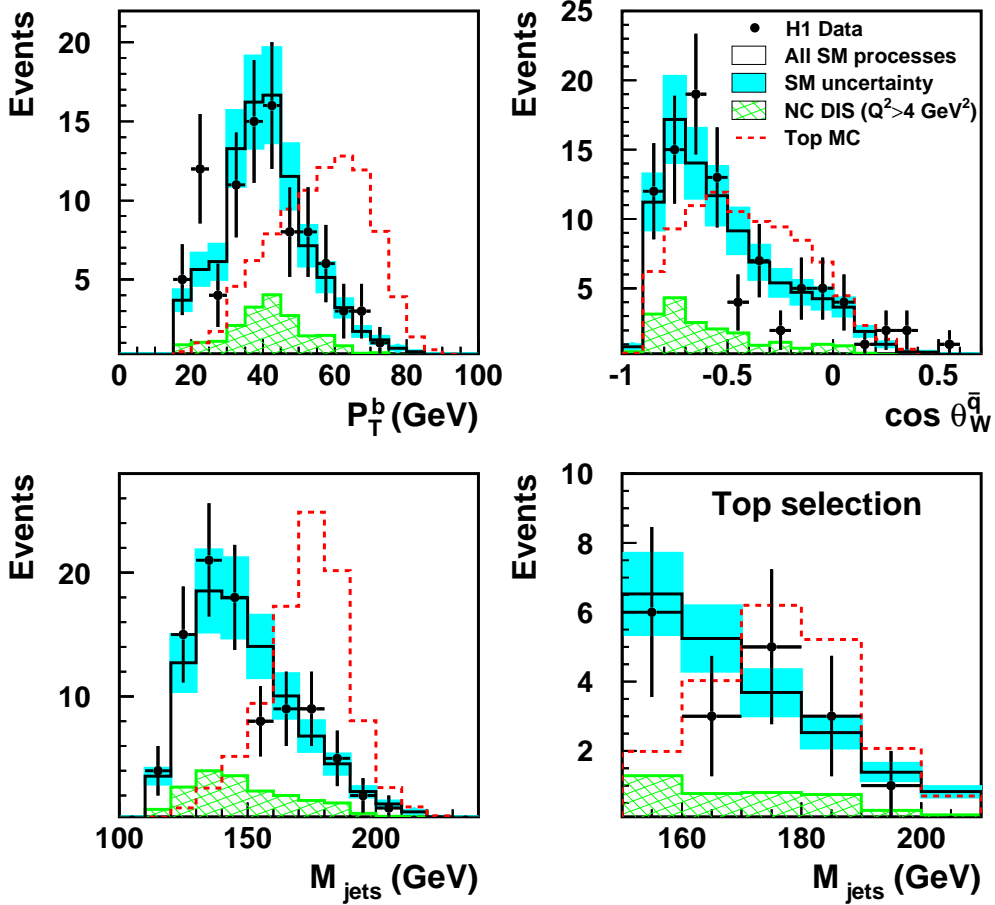 Events
20
15
10
5
0 20 40 60 80 100
P_T^b (GeV)
Events
25
20
15
10
5
-1 -0.5 0 0.5
cos θ_W^q̄
H1 Data
All SM processes
SM uncertainty
NC DIS (Q²>4 GeV²)
Top MC
Events
20
10
100 150 200
M_jets (GeV)
Events
10
8
6
4
2
160 180 200
M_jets (GeV)
Top selection